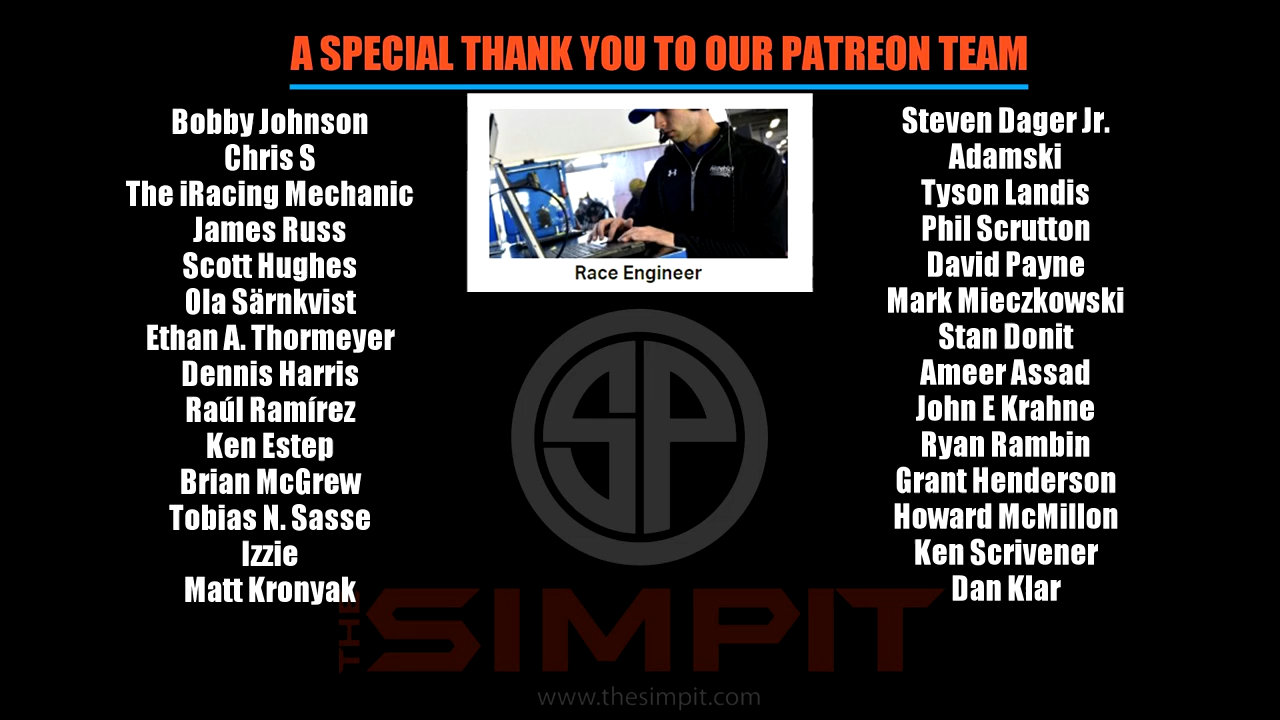 A SPECIAL THANK YOU TO OUR PATREON TEAM
Bobby Johnson
Chris S
The iRacing Mechanic
James Russ
Scott Hughes
Ola Särnkvist
Ethan A. Thormeyer
Dennis Harris
Raúl Ramírez
Ken Estep
Brian McGrew
Tobias N. Sasse
Izzie
Matt Kronyak
Race Engineer
SP
THE SIMPIT
www.thesimpit.com
Steven Dager Jr.
Adamski
Tyson Landis
Phil Scrutton
David Payne
Mark Mieczkowski
Stan Donit
Ameer Assad
John E Krahne
Ryan Rambin
Grant Henderson
Howard McMillon
Ken Scrivener
Dan Klar